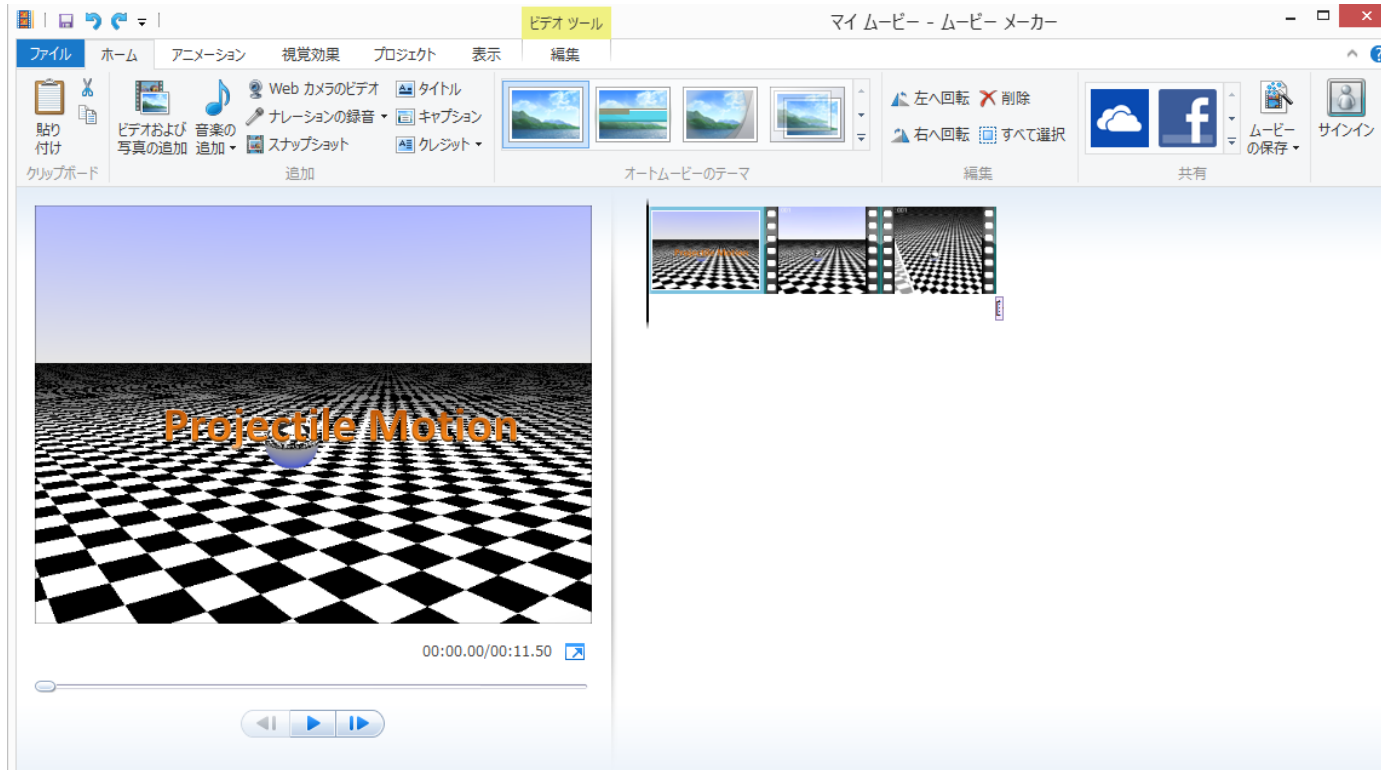 ビデオ ツール
マイ ムービー - ムービー メーカー
ファイル
ホーム
アニメーション
視覚効果
プロジェクト
表示
編集
貼り
付け
クリップボード
ビデオおよび
写真の追加
音楽の
追加
Web カメラのビデオ
ナレーションの録音
スナップショット
タイトル
キャプション
クレジット
追加
オートムービーのテーマ
左へ回転
削除
右へ回転
すべて選択
編集
共有
ムービー
の保存
サインイン
Projectile Motion
00:00.00/00:11.50